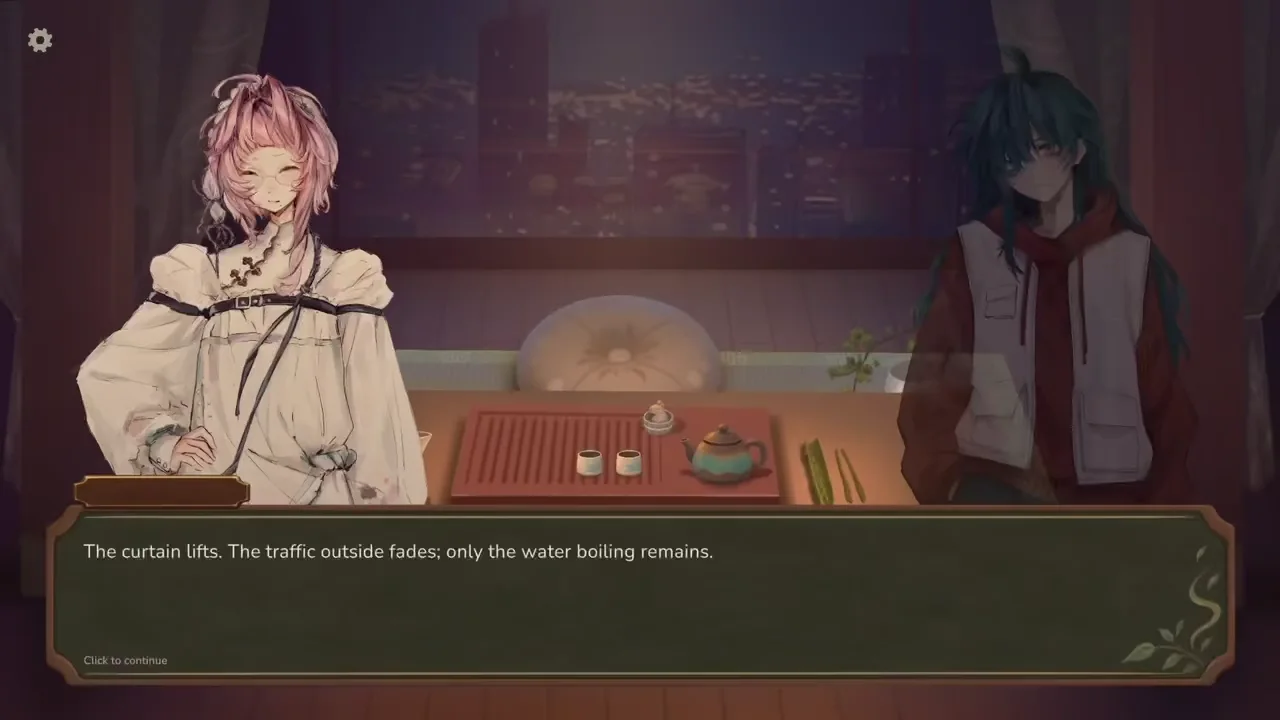 The curtain lifts. The traffic outside fades; only the water boiling remains.
Click to continue